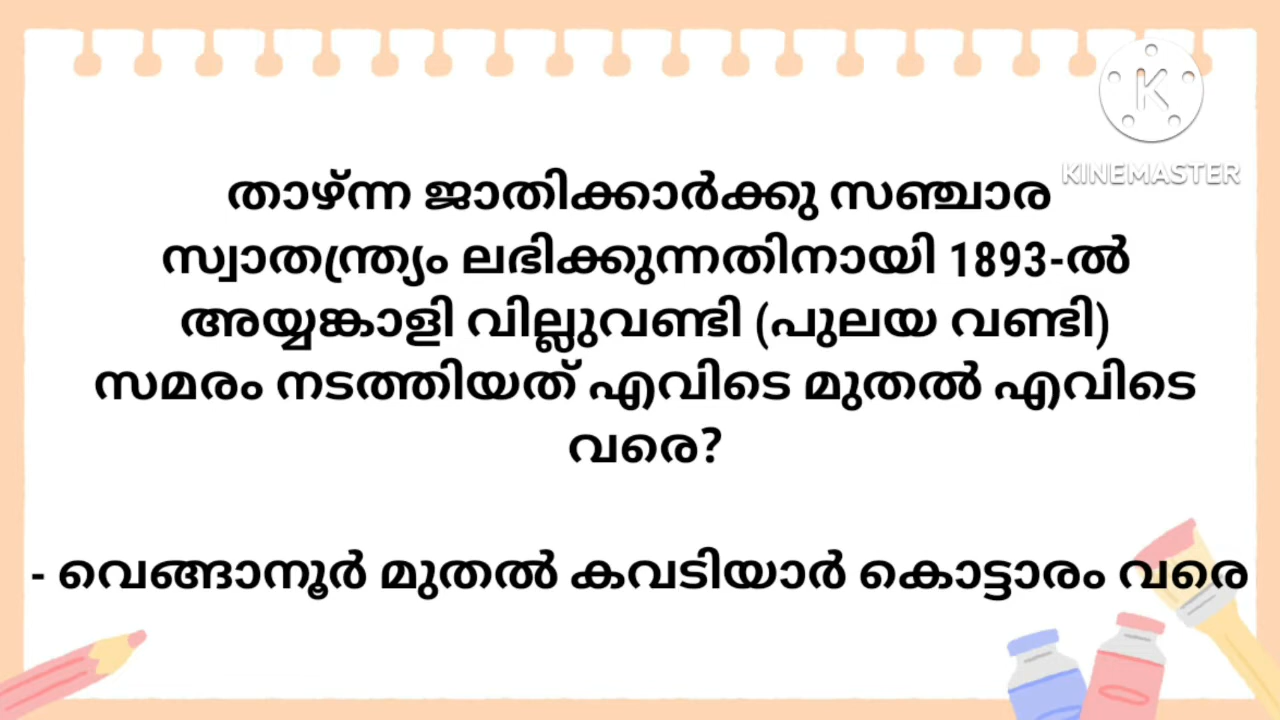 KINEMASTER
താഴ്ന്ന ജാതിക്കാർക്കു സഞ്ചാര
സ്വാതന്ത്ര്യം ലഭിക്കുന്നതിനായി 1893-ൽ
അയ്യങ്കാളി വില്ലുവണ്ടി (പുലയ വണ്ടി)
സമരം നടത്തിയത് എവിടെ മുതൽ എവിടെ
വരെ?
- വെങ്ങാനൂർ മുതൽ കവടിയാർ കൊട്ടാരം വരെ